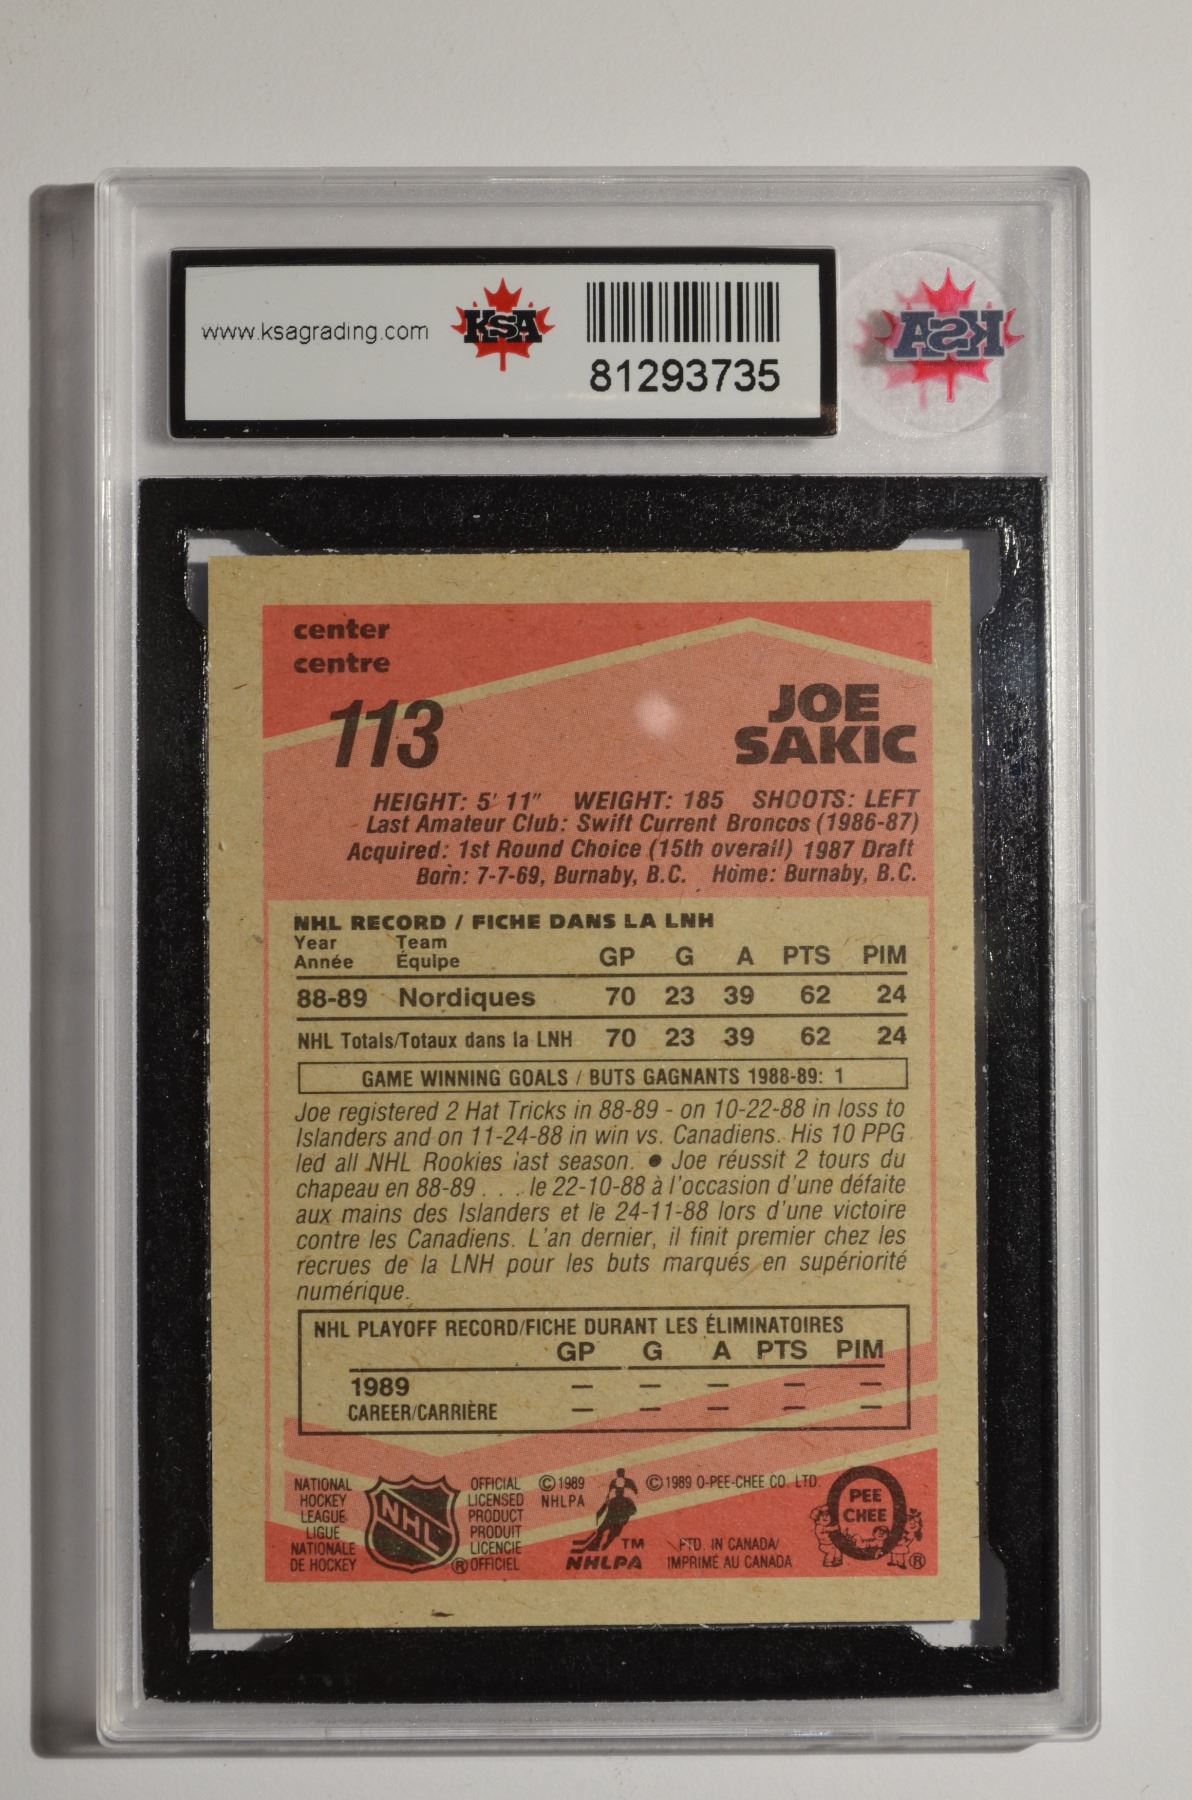 www.ksagrading.com
KSA
81293735
KSA
center
centre
113
JOE
SAKIC
HEIGHT: 5' 11" WEIGHT: 185 SHOOTS: LEFT
Last Amateur Club: Swift Current Broncos (1986-87)
Acquired: 1st Round Choice (15th overall) 1987 Draft
Born: 7-7-69, Burnaby, B.C. Home: Burnaby, B.C.
NHL RECORD / FICHE DANS LA LNH
Year Team
Année Équipe GP G A PTS PIM
88-89 Nordiques 70 23 39 62 24
NHL Totals/Totaux dans la LNH 70 23 39 62 24
GAME WINNING GOALS / BUTS GAGNANTS 1988-89: 1
Joe registered 2 Hat Tricks in 88-89 - on 10-22-88 in loss to
Islanders and on 11-24-88 in win vs. Canadiens. His 10 PPG
led all NHL Rookies last season. ● Joe réussit 2 tours du
chapeau en 88-89 . . . le 22-10-88 à l'occasion d'une défaite
aux mains des Islanders et le 24-11-88 lors d'une victoire
contre les Canadiens. L'an dernier, il finit premier chez les
recrues de la LNH pour les buts marqués en supériorité
numérique.
NHL PLAYOFF RECORD/FICHE DURANT LES ÉLIMINATOIRES
GP G A PTS PIM
1989 — — — — —
CAREER/CARRIÈRE — — — — —
NATIONAL
HOCKEY
LEAGUE
LIGUE
NATIONALE
DE HOCKEY
NHL
OFFICIAL
LICENSED
PRODUCT
PRODUIT
LICENCIE
® OFFICIEL
© 1989
NHLPA
TM
NHLPA
© 1989 O-PEE-CHEE CO. LTD.
PTD. IN CANADA/
IMPRIMÉ AU CANADA
O
PEE
CHEE
®